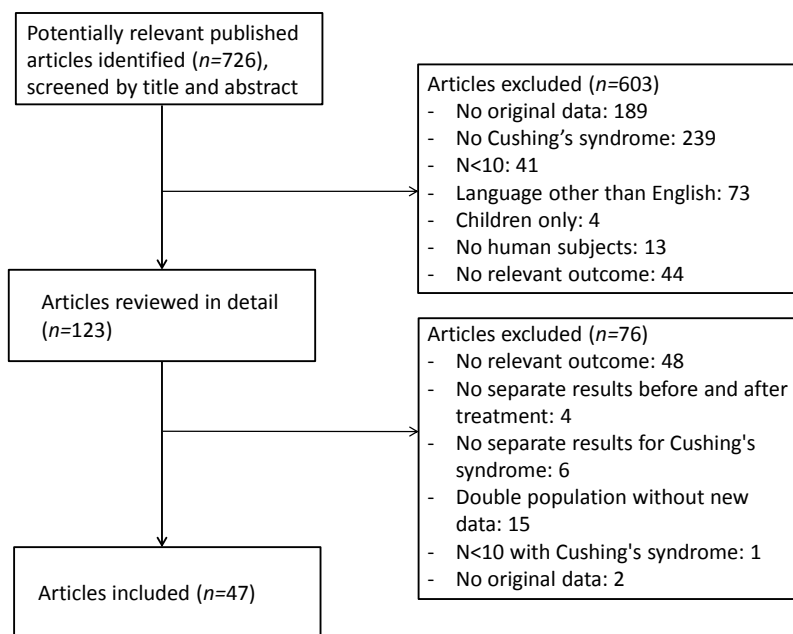 Potentially relevant published
articles identified (n=726),
screened by title and abstract
Articles excluded (n=603)
- No original data: 189
- No Cushing’s syndrome: 239
- N<10: 41
- Language other than English: 73
- Children only: 4
- No human subjects: 13
- No relevant outcome: 44
Articles reviewed in detail
(n=123)
Articles excluded (n=76)
- No relevant outcome: 48
- No separate results before and after
treatment: 4
- No separate results for Cushing's
syndrome: 6
- Double population without new
data: 15
- N<10 with Cushing's syndrome: 1
- No original data: 2
Articles included (n=47)